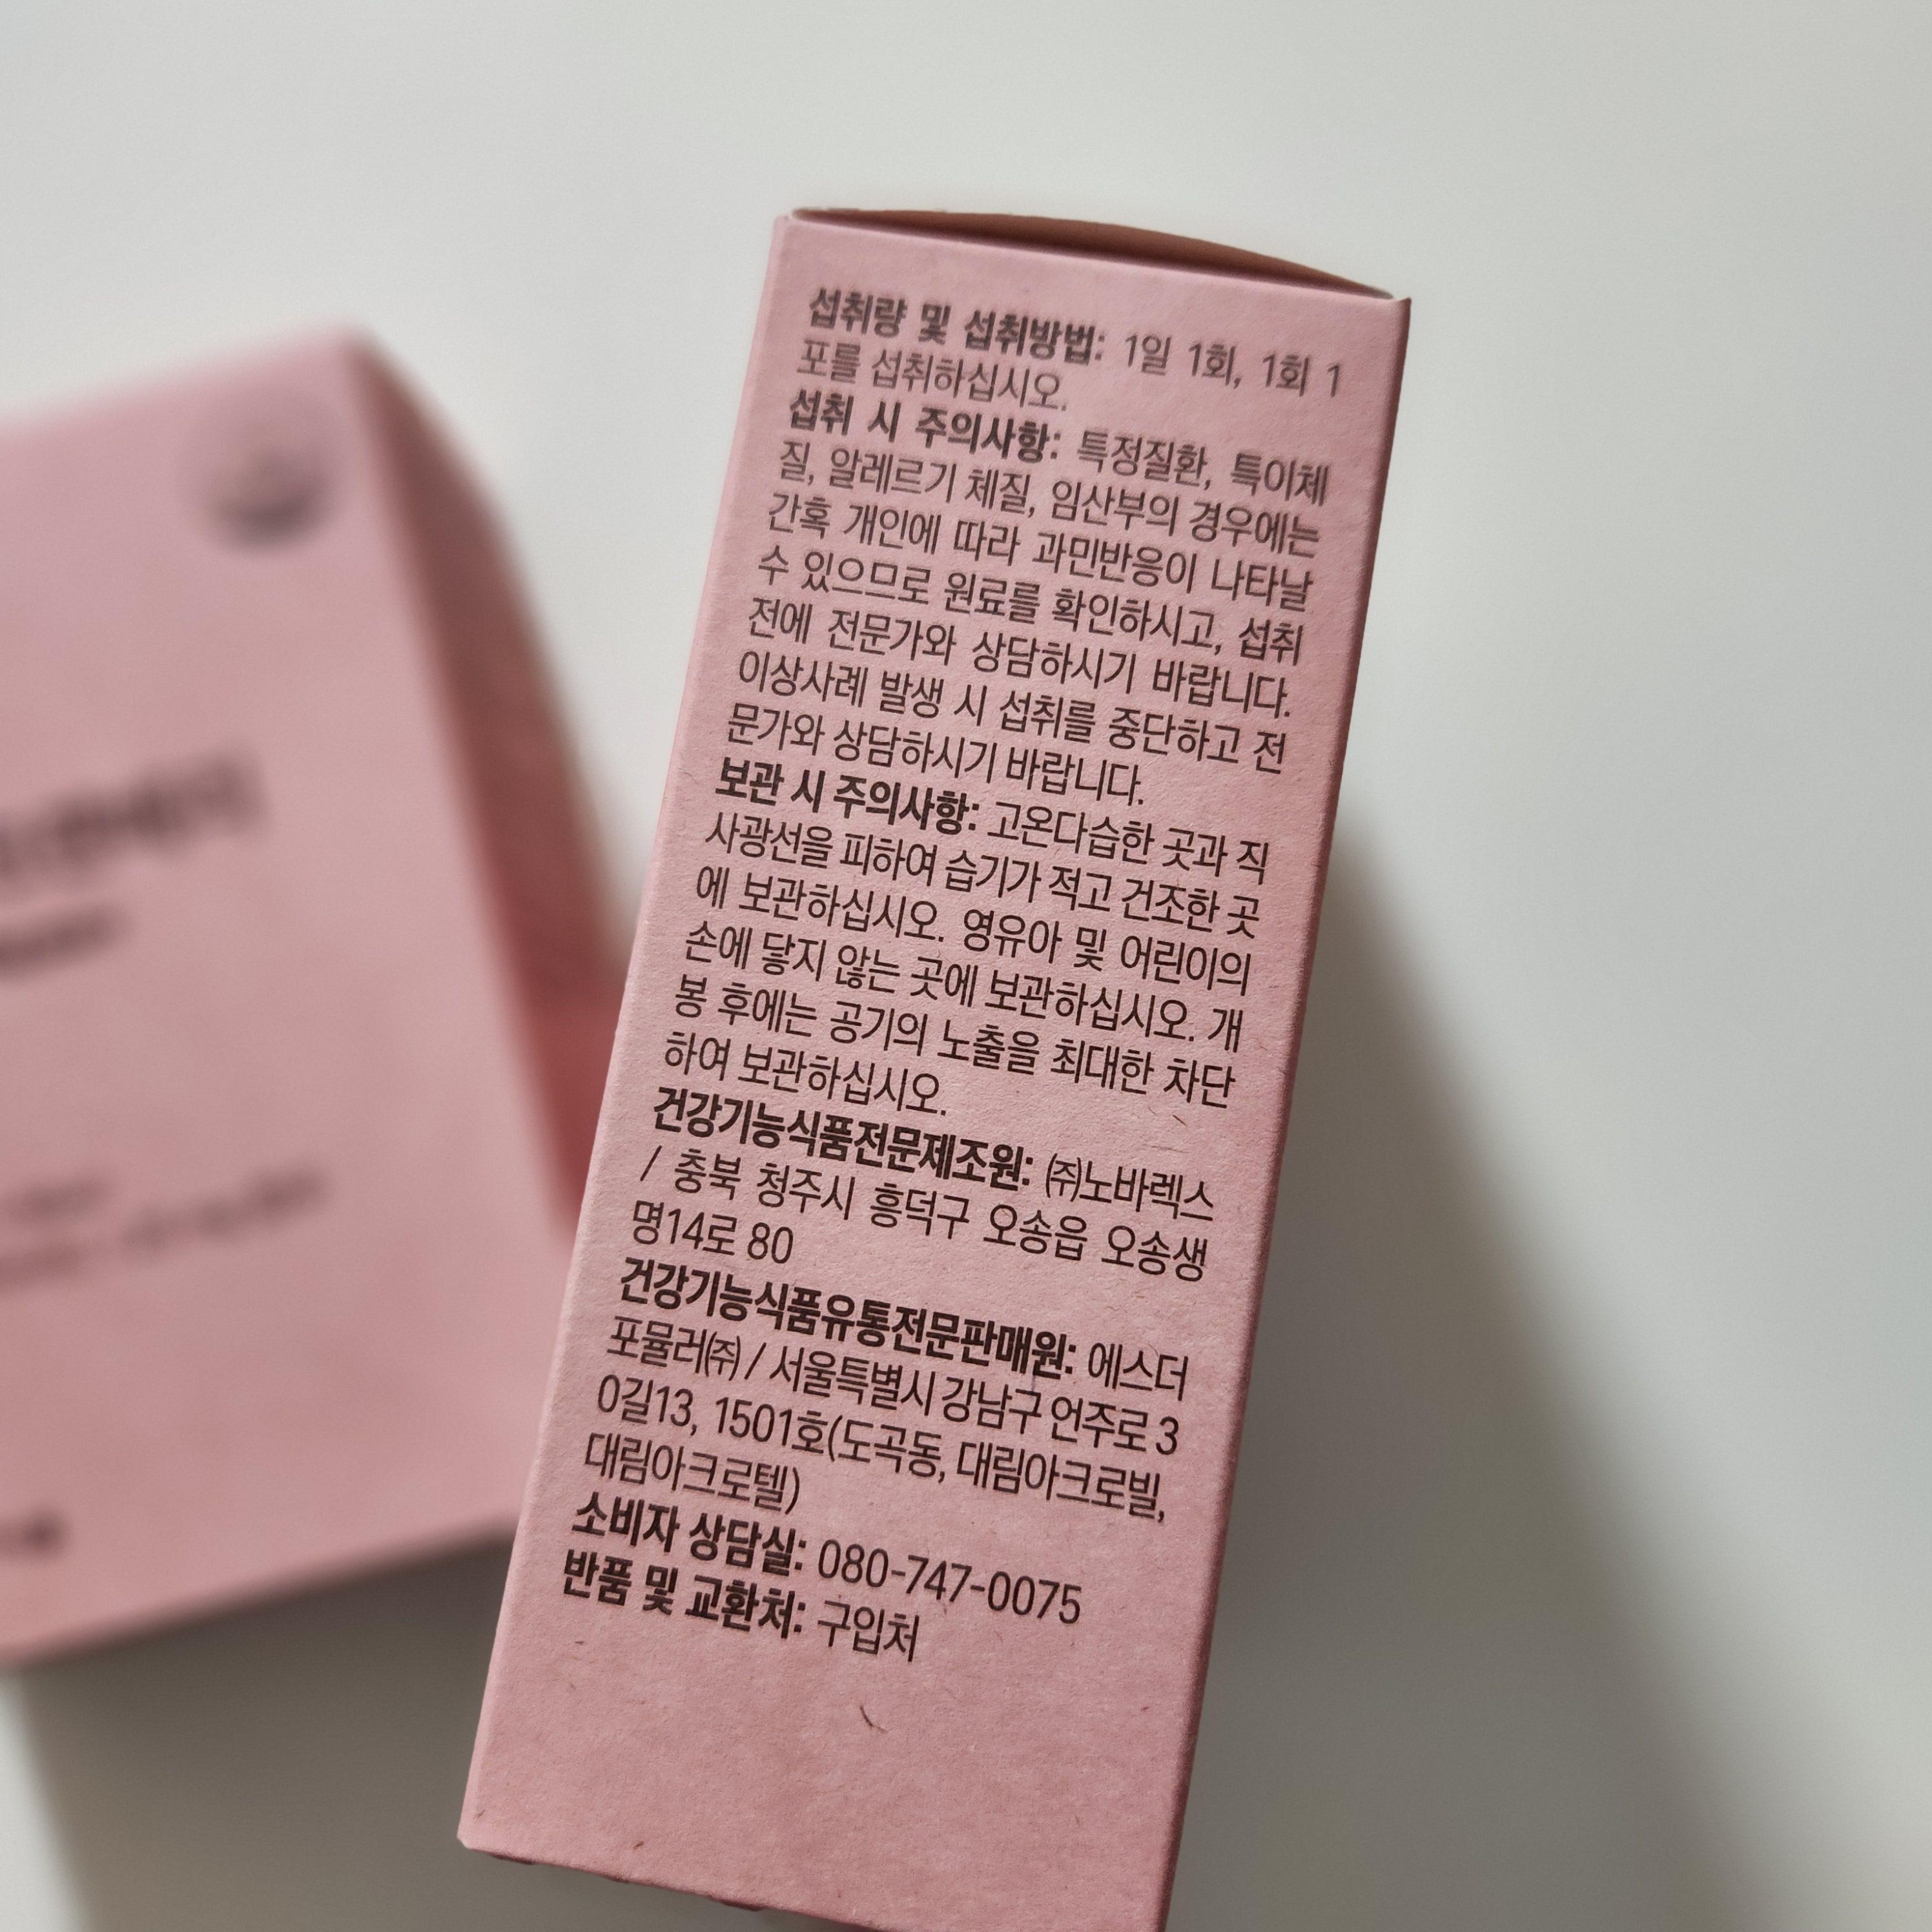 섭취량 및 섭취방법: 1일 1회, 1회 1
포를 섭취하십시오.
섭취 시 주의사항: 특정질환, 특이체
질, 알레르기 체질, 임산부의 경우에는
간혹 개인에 따라 과민반응이 나타날
수 있으므로 원료를 확인하시고, 섭취
전에 전문가와 상담하시기 바랍니다.
이상사례 발생 시 섭취를 중단하고 전
문가와 상담하시기 바랍니다.
보관 시 주의사항: 고온다습한 곳과 직
사광선을 피하여 습기가 적고 건조한 곳
에 보관하십시오. 영유아 및 어린이의
손에 닿지 않는 곳에 보관하십시오. 개
봉 후에는 공기의 노출을 최대한 차단
하여 보관하십시오.
건강기능식품전문제조원: ㈜노바렉스
/ 충북 청주시 흥덕구 오송읍 오송생
명14로 80
건강기능식품유통전문판매원: 에스더
포뮬러㈜ / 서울특별시 강남구 언주로 3
0길13, 1501호(도곡동, 대림아크로빌,
대림아크로텔)
소비자 상담실: 080-747-0075
반품 및 교환처: 구입처